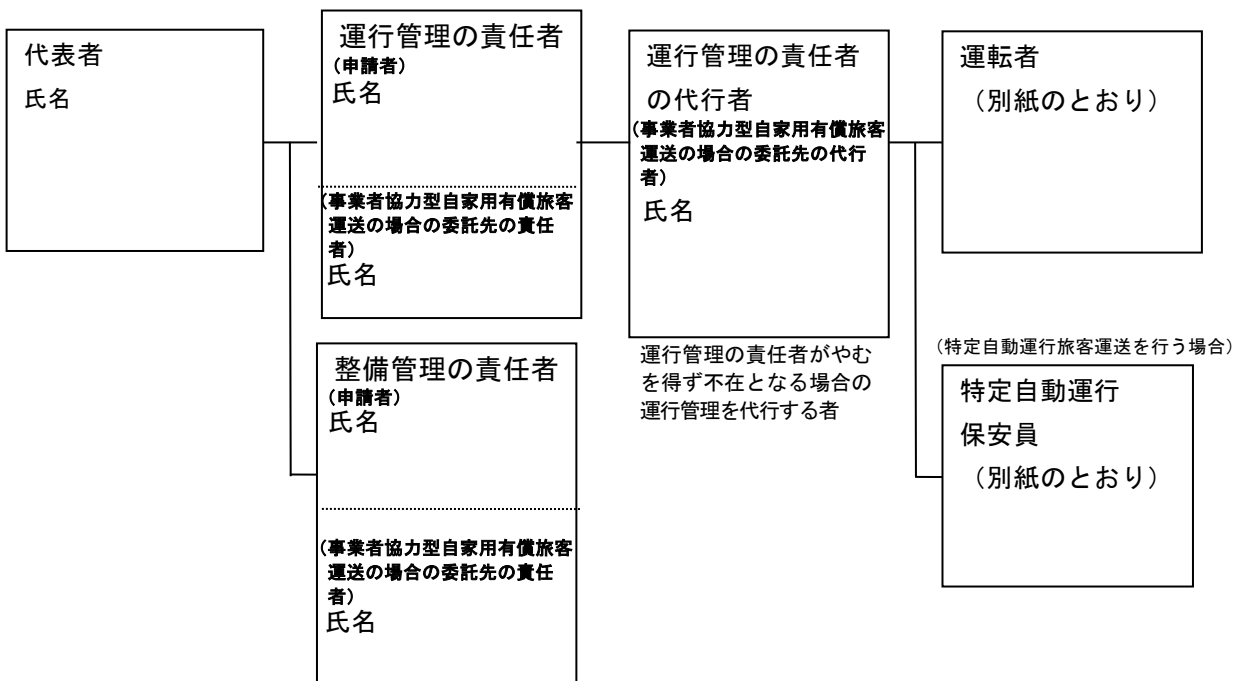 代表者
氏名
運行管理の責任者
(申請者)
氏名
(事業者協力型自家用有償旅客
運送の場合の委託先の責任
者)
氏名
整備管理の責任者
(申請者)
氏名
(事業者協力型自家用有償旅客
運送の場合の委託先の責任
者)
氏名
運行管理の責任者
の代行者
(事業者協力型自家用有償旅客
運送の場合の委託先の代行
者)
氏名
運行管理の責任者がやむ
を得ず不在となる場合の
運行管理を代行する者
運転者
（別紙のとおり）
(特定自動運行旅客運送を行う場合)
特定自動運行
保安員
（別紙のとおり）